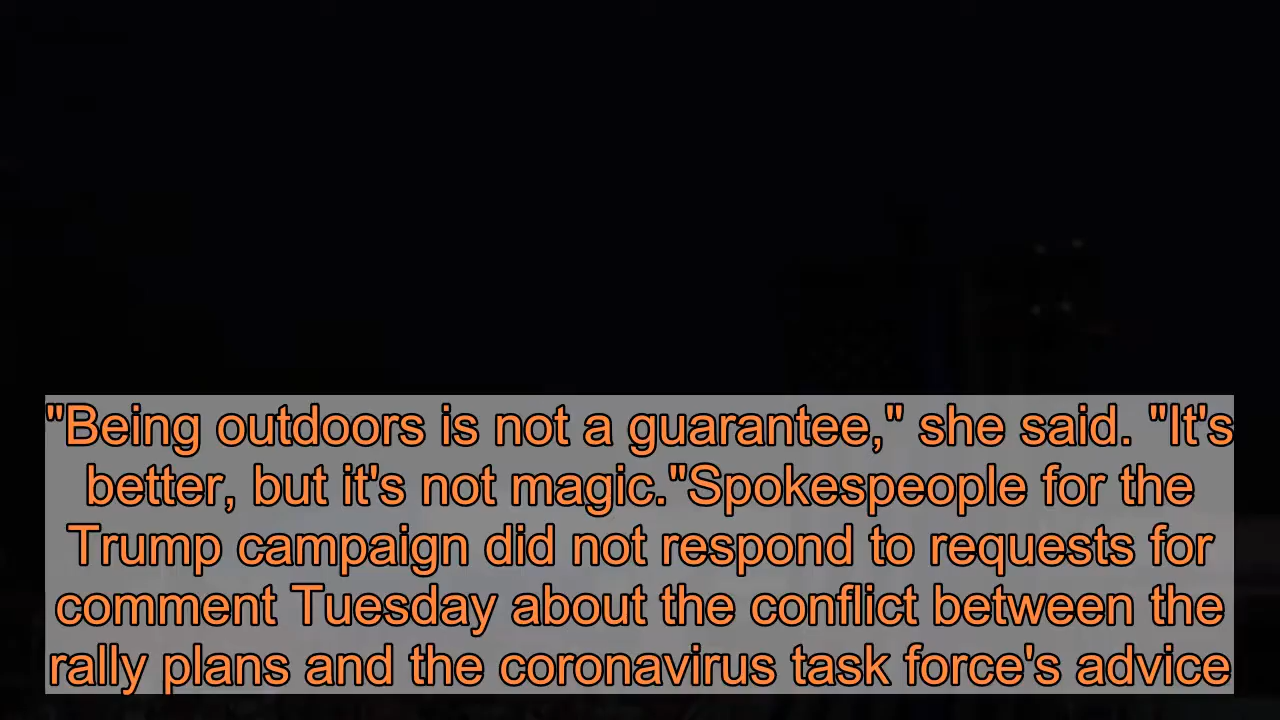 "Being outdoors is not a guarantee," she said. "It's
better, but it's not magic."Spokespeople for the
Trump campaign did not respond to requests for
comment Tuesday about the conflict between the
rally plans and the coronavirus task force's advice